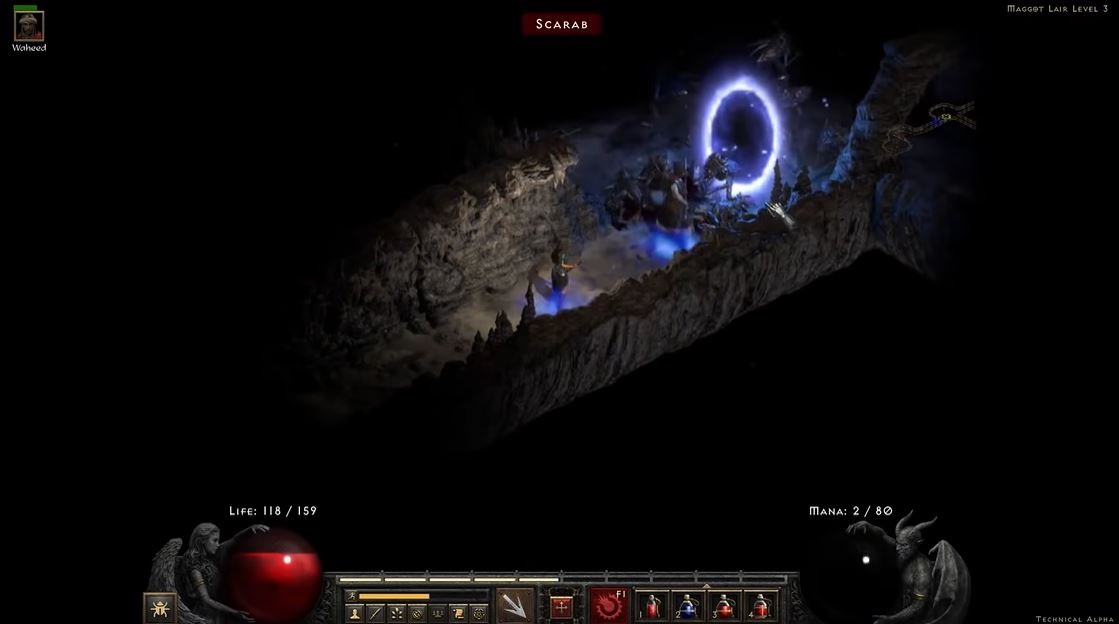 Waheed
Scarab
Maggot Lair Level 3
Life: 118 / 159
Mana: 2 / 80
F1
1
2
3
4
Technical Alpha